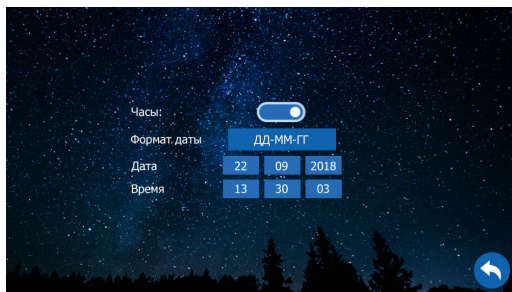 Часы:
Формат даты ДД-ММ-ГГ
Дата 22 09 2018
Время 13 30 03